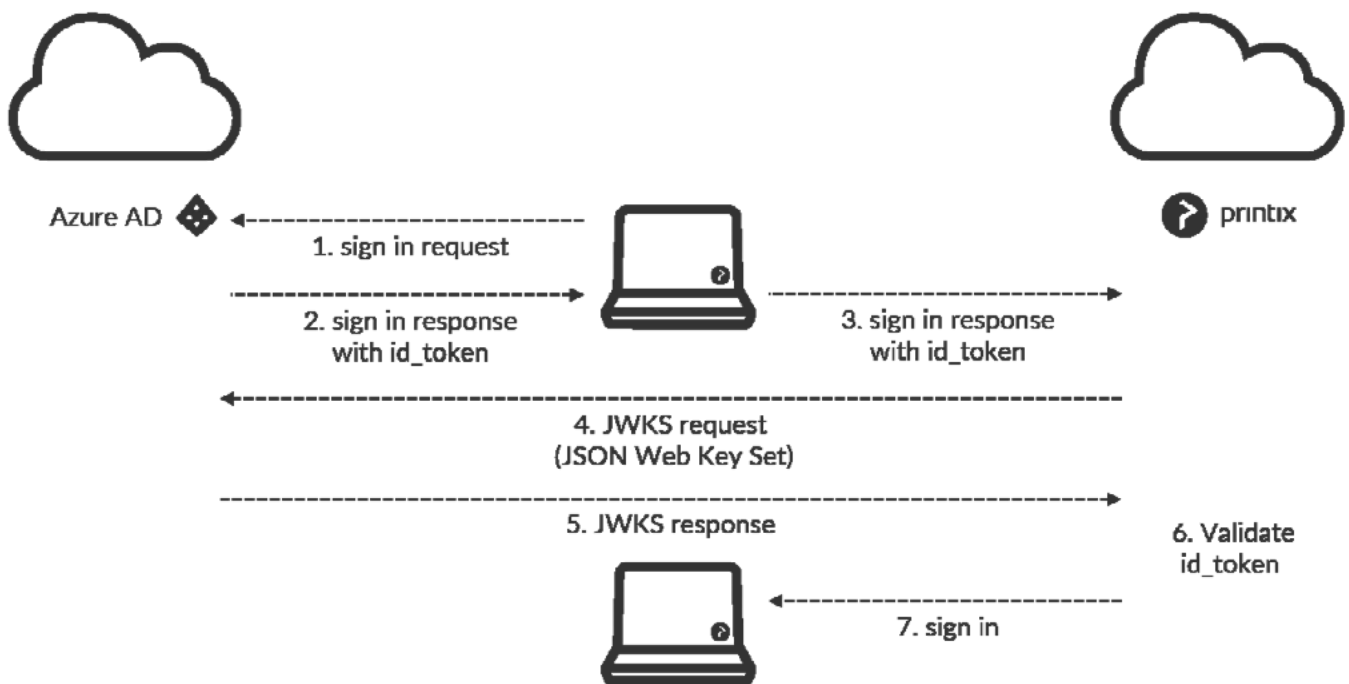 Azure AD
printix
1. sign in request
2. sign in response
with id_token
3. sign in response
with id_token
4. JWKS request
(JSON Web Key Set)
5. JWKS response
6. Validate
id_token
7. sign in